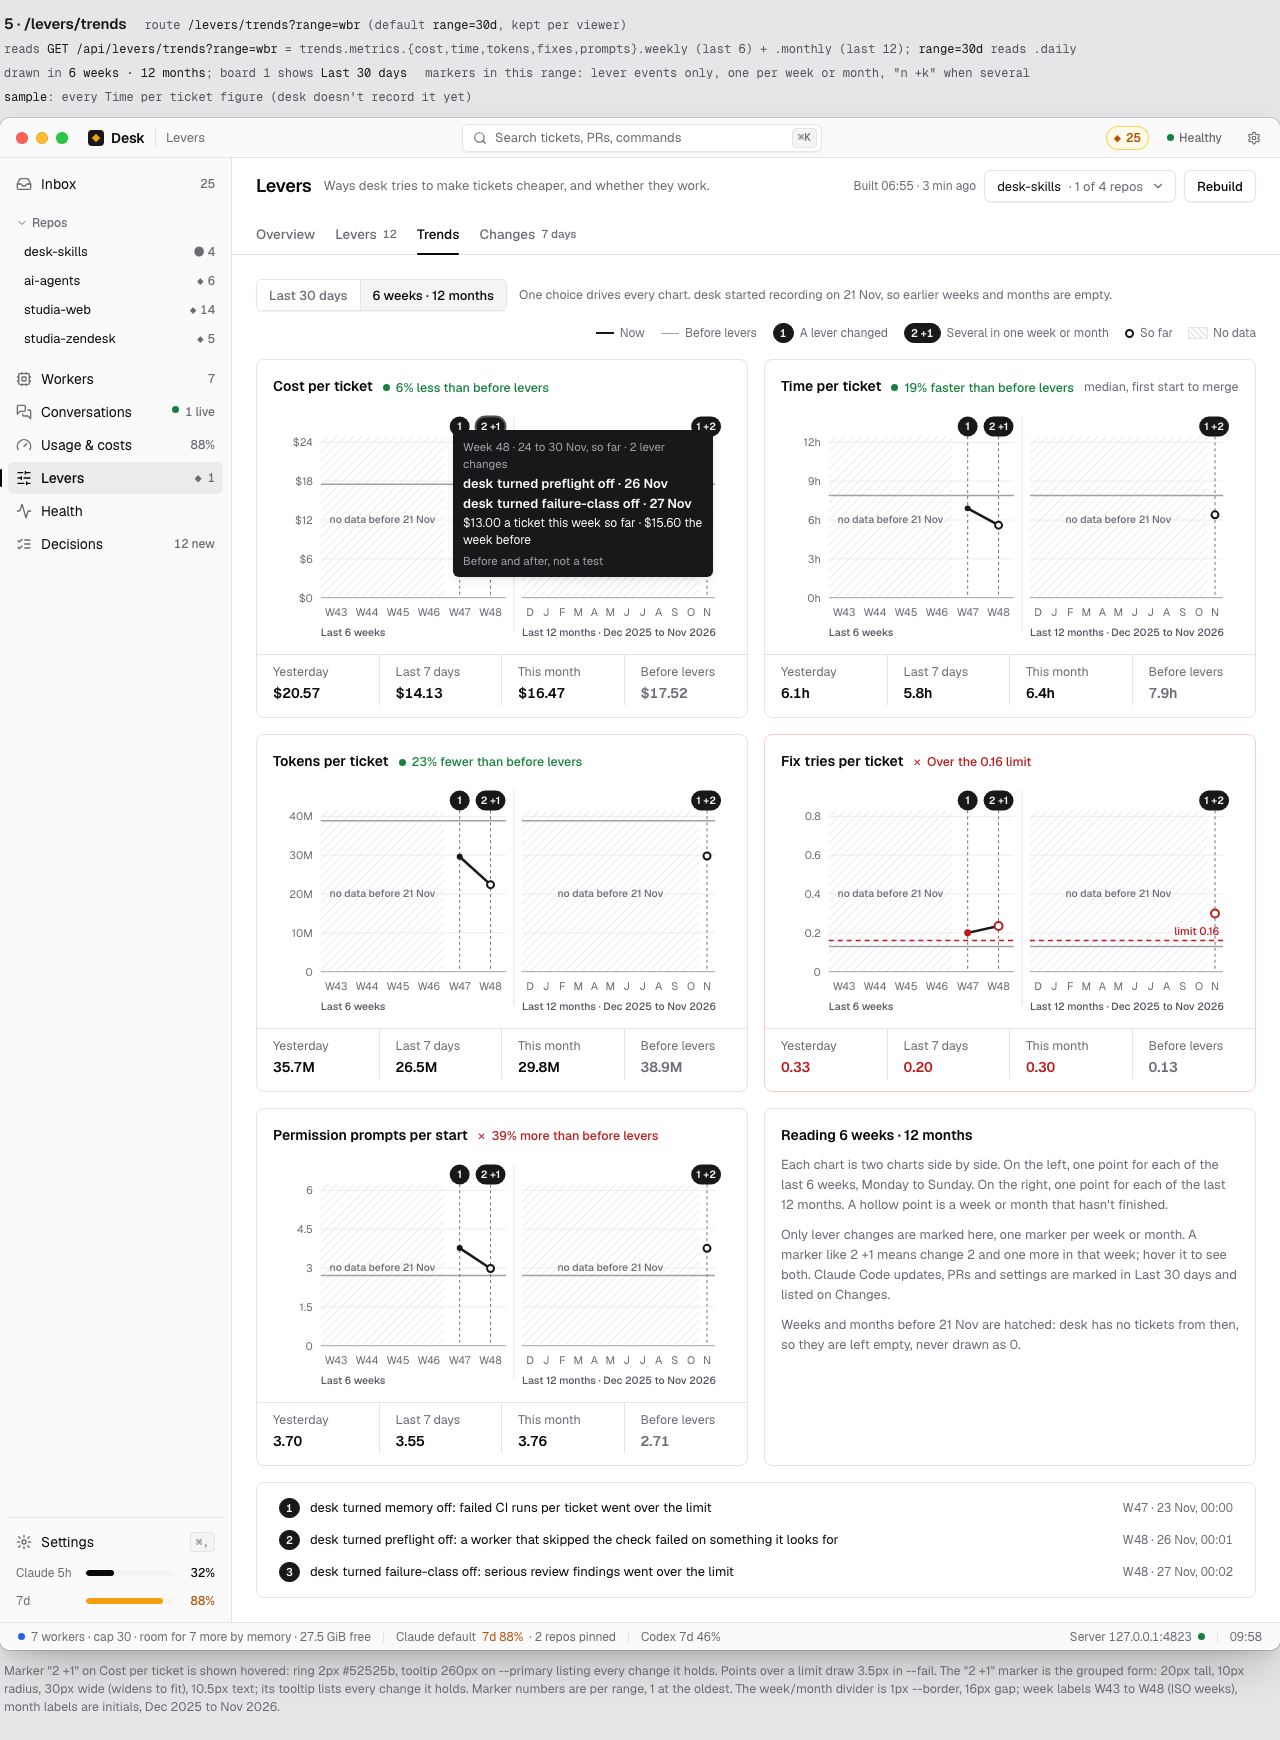 5 · /levers/trends route /levers/trends?range=wbr (default range=30d, kept per viewer)
reads GET /api/levers/trends?range=wbr = trends.metrics.{cost,time,tokens,fixes,prompts}.weekly (last 6) + .monthly (last 12); range=30d reads .daily
drawn in 6 weeks · 12 months; board 1 shows Last 30 days markers in this range: lever events only, one per week or month, "n +k" when several
sample: every Time per ticket figure (desk doesn't record it yet)
Desk Levers
Search tickets, PRs, commands ⌘K
25 Healthy
Inbox 25
Repos
desk-skills 4
ai-agents 6
studia-web 14
studia-zendesk 5
Workers 7
Conversations 1 live
Usage & costs 88%
Levers 1
Health
Decisions 12 new
Settings ⌘,
Claude 5h 32%
7d 88%
Levers Ways desk tries to make tickets cheaper, and whether they work.
Built 06:55 · 3 min ago desk-skills · 1 of 4 repos Rebuild
Overview Levers 12 Trends Changes 7 days
Last 30 days 6 weeks · 12 months One choice drives every chart. desk started recording on 21 Nov, so earlier weeks and months are empty.
Now Before levers 1 A lever changed 2 +1 Several in one week or month So far No data
Cost per ticket 6% less than before levers
1 2 +1 1 +2
$24
$18
$12
$6
$0
no data before 21 Nov
Week 48 · 24 to 30 Nov, so far · 2 lever
changes
desk turned preflight off · 26 Nov
desk turned failure-class off · 27 Nov
$13.00 a ticket this week so far · $15.60 the
week before
Before and after, not a test
W43 W44 W45 W46 W47 W48 D J F M A M J J A S O N
Last 6 weeks Last 12 months · Dec 2025 to Nov 2026
Yesterday Last 7 days This month Before levers
$20.57 $14.13 $16.47 $17.52
Time per ticket 19% faster than before levers median, first start to merge
1 2 +1 1 +2
12h
9h
6h
3h
0h
no data before 21 Nov no data before 21 Nov
W43 W44 W45 W46 W47 W48 D J F M A M J J A S O N
Last 6 weeks Last 12 months · Dec 2025 to Nov 2026
Yesterday Last 7 days This month Before levers
6.1h 5.8h 6.4h 7.9h
Tokens per ticket 23% fewer than before levers
1 2 +1 1 +2
40M
30M
20M
10M
0
no data before 21 Nov no data before 21 Nov
W43 W44 W45 W46 W47 W48 D J F M A M J J A S O N
Last 6 weeks Last 12 months · Dec 2025 to Nov 2026
Yesterday Last 7 days This month Before levers
35.7M 26.5M 29.8M 38.9M
Fix tries per ticket × Over the 0.16 limit
1 2 +1 1 +2
0.8
0.6
0.4
0.2
0
no data before 21 Nov no data before 21 Nov
limit 0.16
W43 W44 W45 W46 W47 W48 D J F M A M J J A S O N
Last 6 weeks Last 12 months · Dec 2025 to Nov 2026
Yesterday Last 7 days This month Before levers
0.33 0.20 0.30 0.13
Permission prompts per start × 39% more than before levers
1 2 +1 1 +2
6
4.5
3
1.5
0
no data before 21 Nov no data before 21 Nov
W43 W44 W45 W46 W47 W48 D J F M A M J J A S O N
Last 6 weeks Last 12 months · Dec 2025 to Nov 2026
Yesterday Last 7 days This month Before levers
3.70 3.55 3.76 2.71
Reading 6 weeks · 12 months
Each chart is two charts side by side. On the left, one point for each of the
last 6 weeks, Monday to Sunday. On the right, one point for each of the last
12 months. A hollow point is a week or month that hasn't finished.
Only lever changes are marked here, one marker per week or month. A
marker like 2 +1 means change 2 and one more in that week; hover it to see
both. Claude Code updates, PRs and settings are marked in Last 30 days and
listed on Changes.
Weeks and months before 21 Nov are hatched: desk has no tickets from then,
so they are left empty, never drawn as 0.
1 desk turned memory off: failed CI runs per ticket went over the limit W47 · 23 Nov, 00:00
2 desk turned preflight off: a worker that skipped the check failed on something it looks for W48 · 26 Nov, 00:01
3 desk turned failure-class off: serious review findings went over the limit W48 · 27 Nov, 00:02
7 workers · cap 30 · room for 7 more by memory · 27.5 GiB free Claude default 7d 88% · 2 repos pinned Codex 7d 46% Server 127.0.0.1:4823 09:58
Marker "2 +1" on Cost per ticket is shown hovered: ring 2px #52525b, tooltip 260px on --primary listing every change it holds. Points over a limit draw 3.5px in --fail. The "2 +1" marker is the grouped form: 20px tall, 10px
radius, 30px wide (widens to fit), 10.5px text; its tooltip lists every change it holds. Marker numbers are per range, 1 at the oldest. The week/month divider is 1px --border, 16px gap; week labels W43 to W48 (ISO weeks),
month labels are initials, Dec 2025 to Nov 2026.